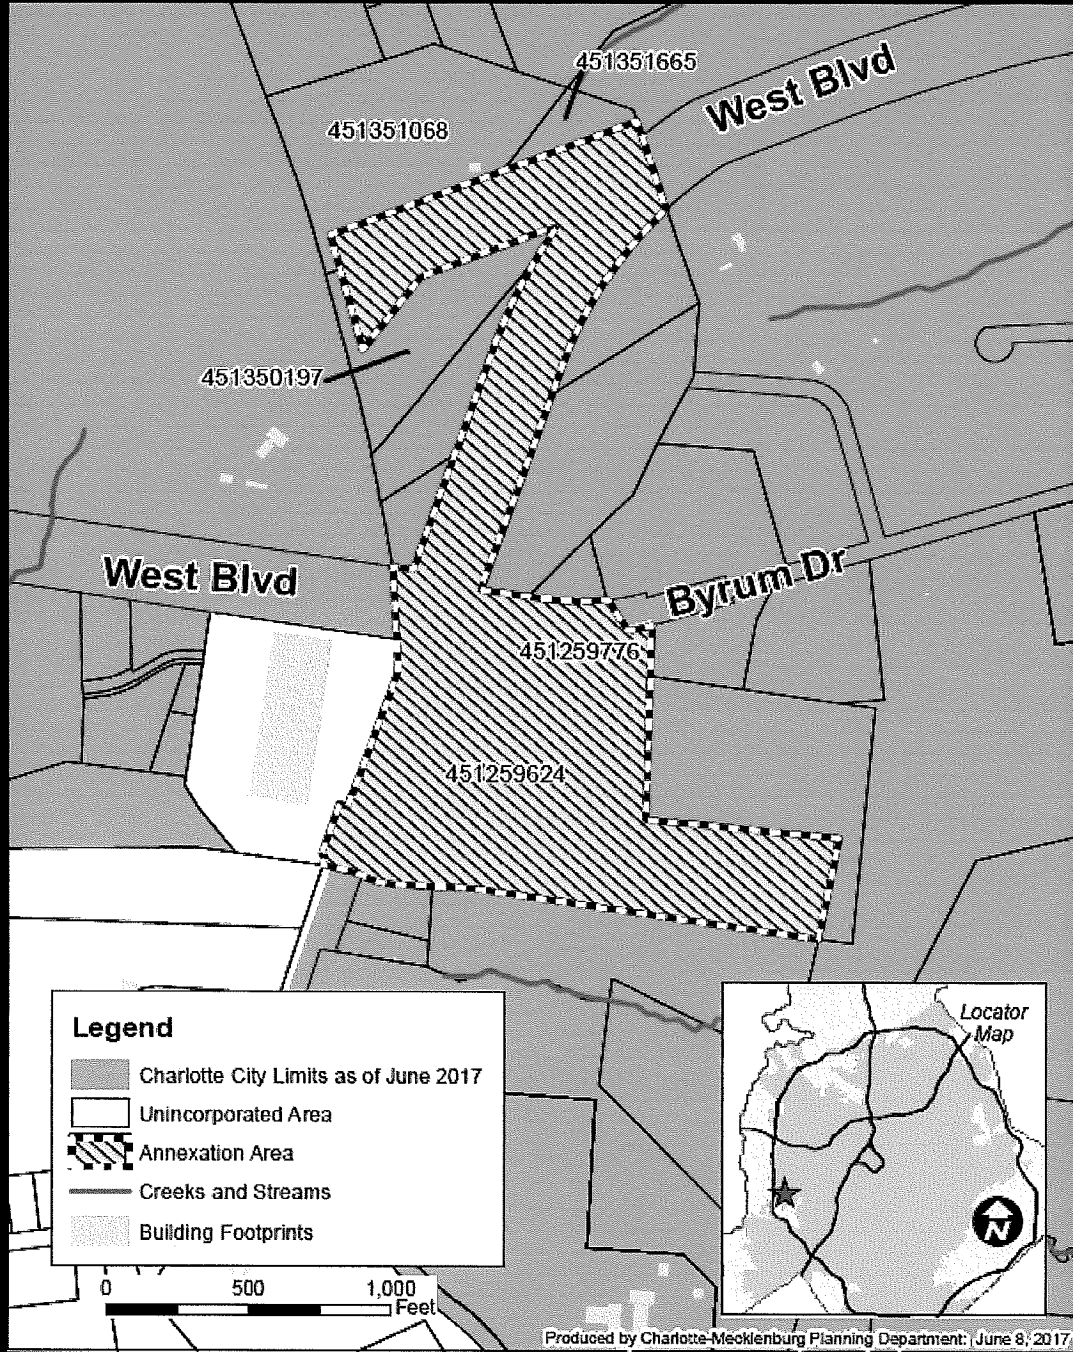 451351665
West Blvd
451351068
451350197
West Blvd
Byrum Dr
451259776
451259624
Legend
Charlotte City Limits as of June 2017
Unincorporated Area
Annexation Area
Creeks and Streams
Building Footprints
0 500 1,000
Feet
Locator
Map
N
Produced by Charlotte-Mecklenburg Planning Department: June 8, 2017